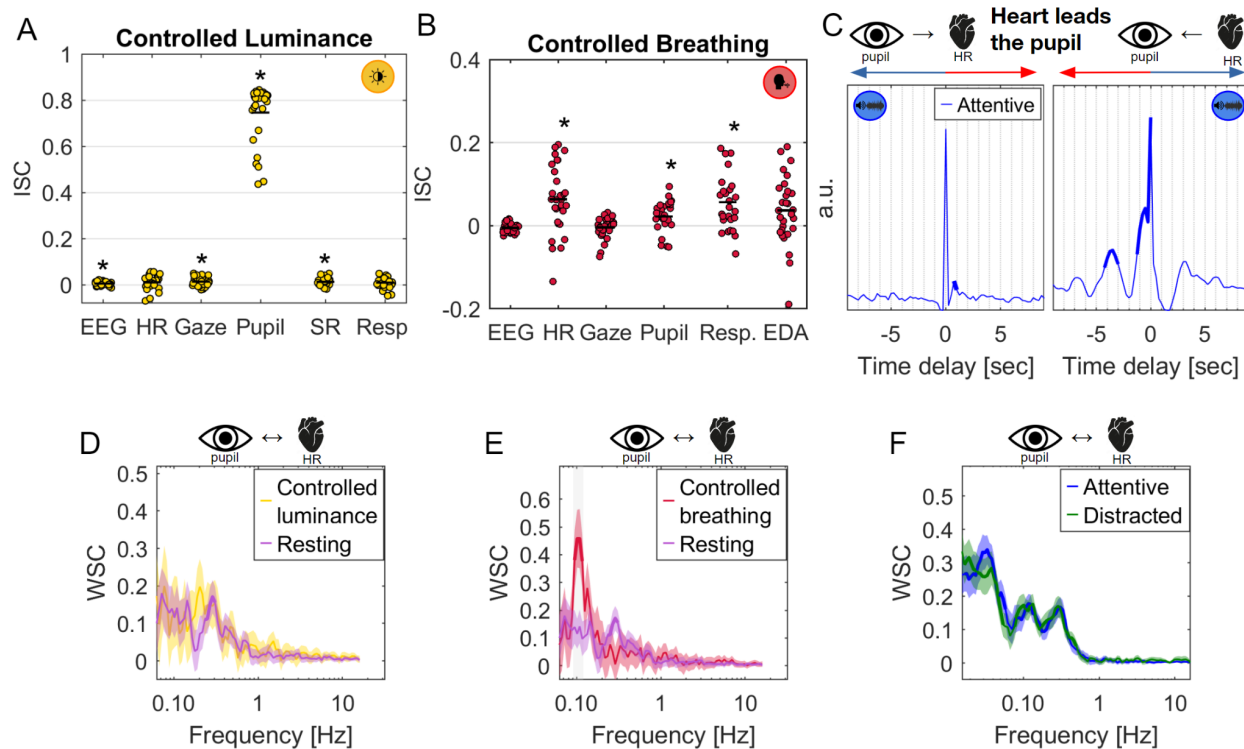 A
Controlled Luminance
ISC
1
0.8
0.6
0.4
0.2
0
*
*
*
*
EEG HR Gaze Pupil SR Resp
B
Controlled Breathing
ISC
0.4
0.2
0
-0.2
*
*
*
EEG HR Gaze Pupil Resp. EDA
C
pupil → HR
Heart leads
the pupil
pupil ← HR
Attentive
a.u.
-5 0 5
Time delay [sec]
-5 0 5
Time delay [sec]
D
pupil ↔ HR
WSC
0.5
0.4
0.3
0.2
0.1
0
Controlled
luminance
Resting
0.10 1 10
Frequency [Hz]
E
pupil ↔ HR
WSC
0.6
0.5
0.4
0.3
0.2
0.1
0
Controlled
breathing
Resting
0.10 1 10
Frequency [Hz]
F
pupil ↔ HR
WSC
0.5
0.4
0.3
0.2
0.1
0
Attentive
Distracted
0.10 1 10
Frequency [Hz]